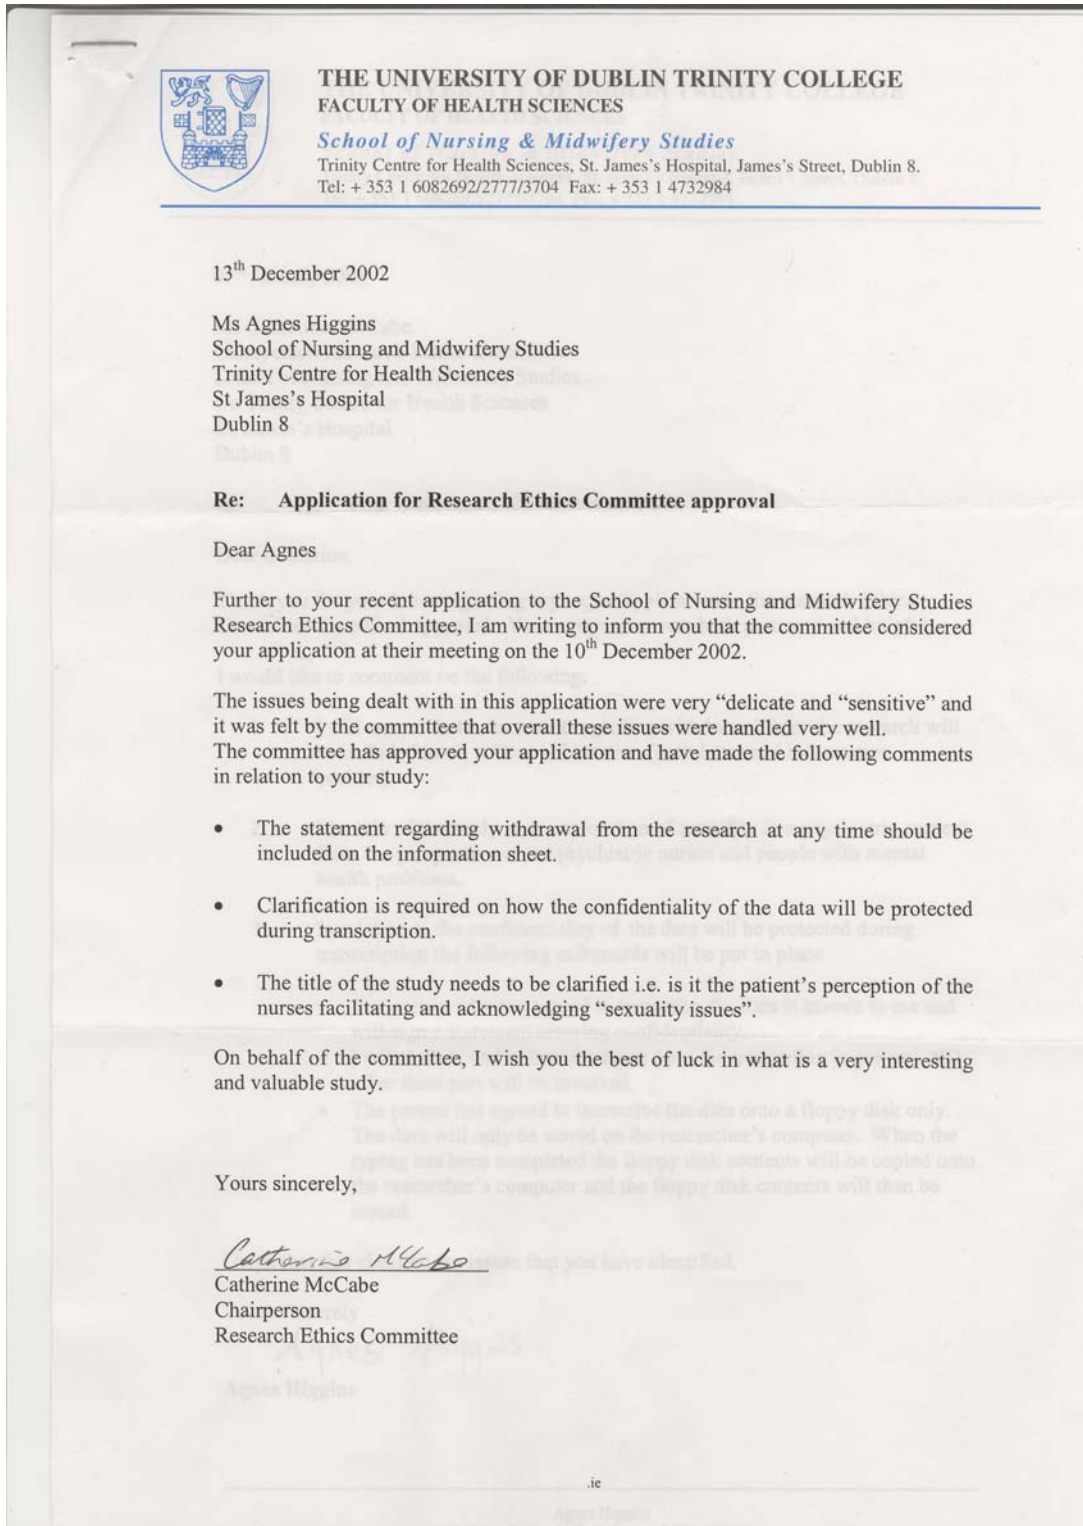 THE UNIVERSITY OF DUBLIN TRINITY COLLEGE
FACULTY OF HEALTH SCIENCES
School of Nursing & Midwifery Studies
Trinity Centre for Health Sciences, St. James's Hospital, James's Street, Dublin 8.
Tel: + 353 1 6082692/2777/3704 Fax: + 353 1 4732984
13th December 2002
Ms Agnes Higgins
School of Nursing and Midwifery Studies
Trinity Centre for Health Sciences
St James's Hospital
Dublin 8
Re: Application for Research Ethics Committee approval
Dear Agnes
Further to your recent application to the School of Nursing and Midwifery Studies
Research Ethics Committee, I am writing to inform you that the committee considered
your application at their meeting on the 10th December 2002.
The issues being dealt with in this application were very “delicate and “sensitive” and
it was felt by the committee that overall these issues were handled very well.
The committee has approved your application and have made the following comments
in relation to your study:
• The statement regarding withdrawal from the research at any time should be
included on the information sheet.
• Clarification is required on how the confidentiality of the data will be protected
during transcription.
• The title of the study needs to be clarified i.e. is it the patient's perception of the
nurses facilitating and acknowledging “sexuality issues”.
On behalf of the committee, I wish you the best of luck in what is a very interesting
and valuable study.
Yours sincerely,
Catherine McCabe
Catherine McCabe
Chairperson
Research Ethics Committee
.ie